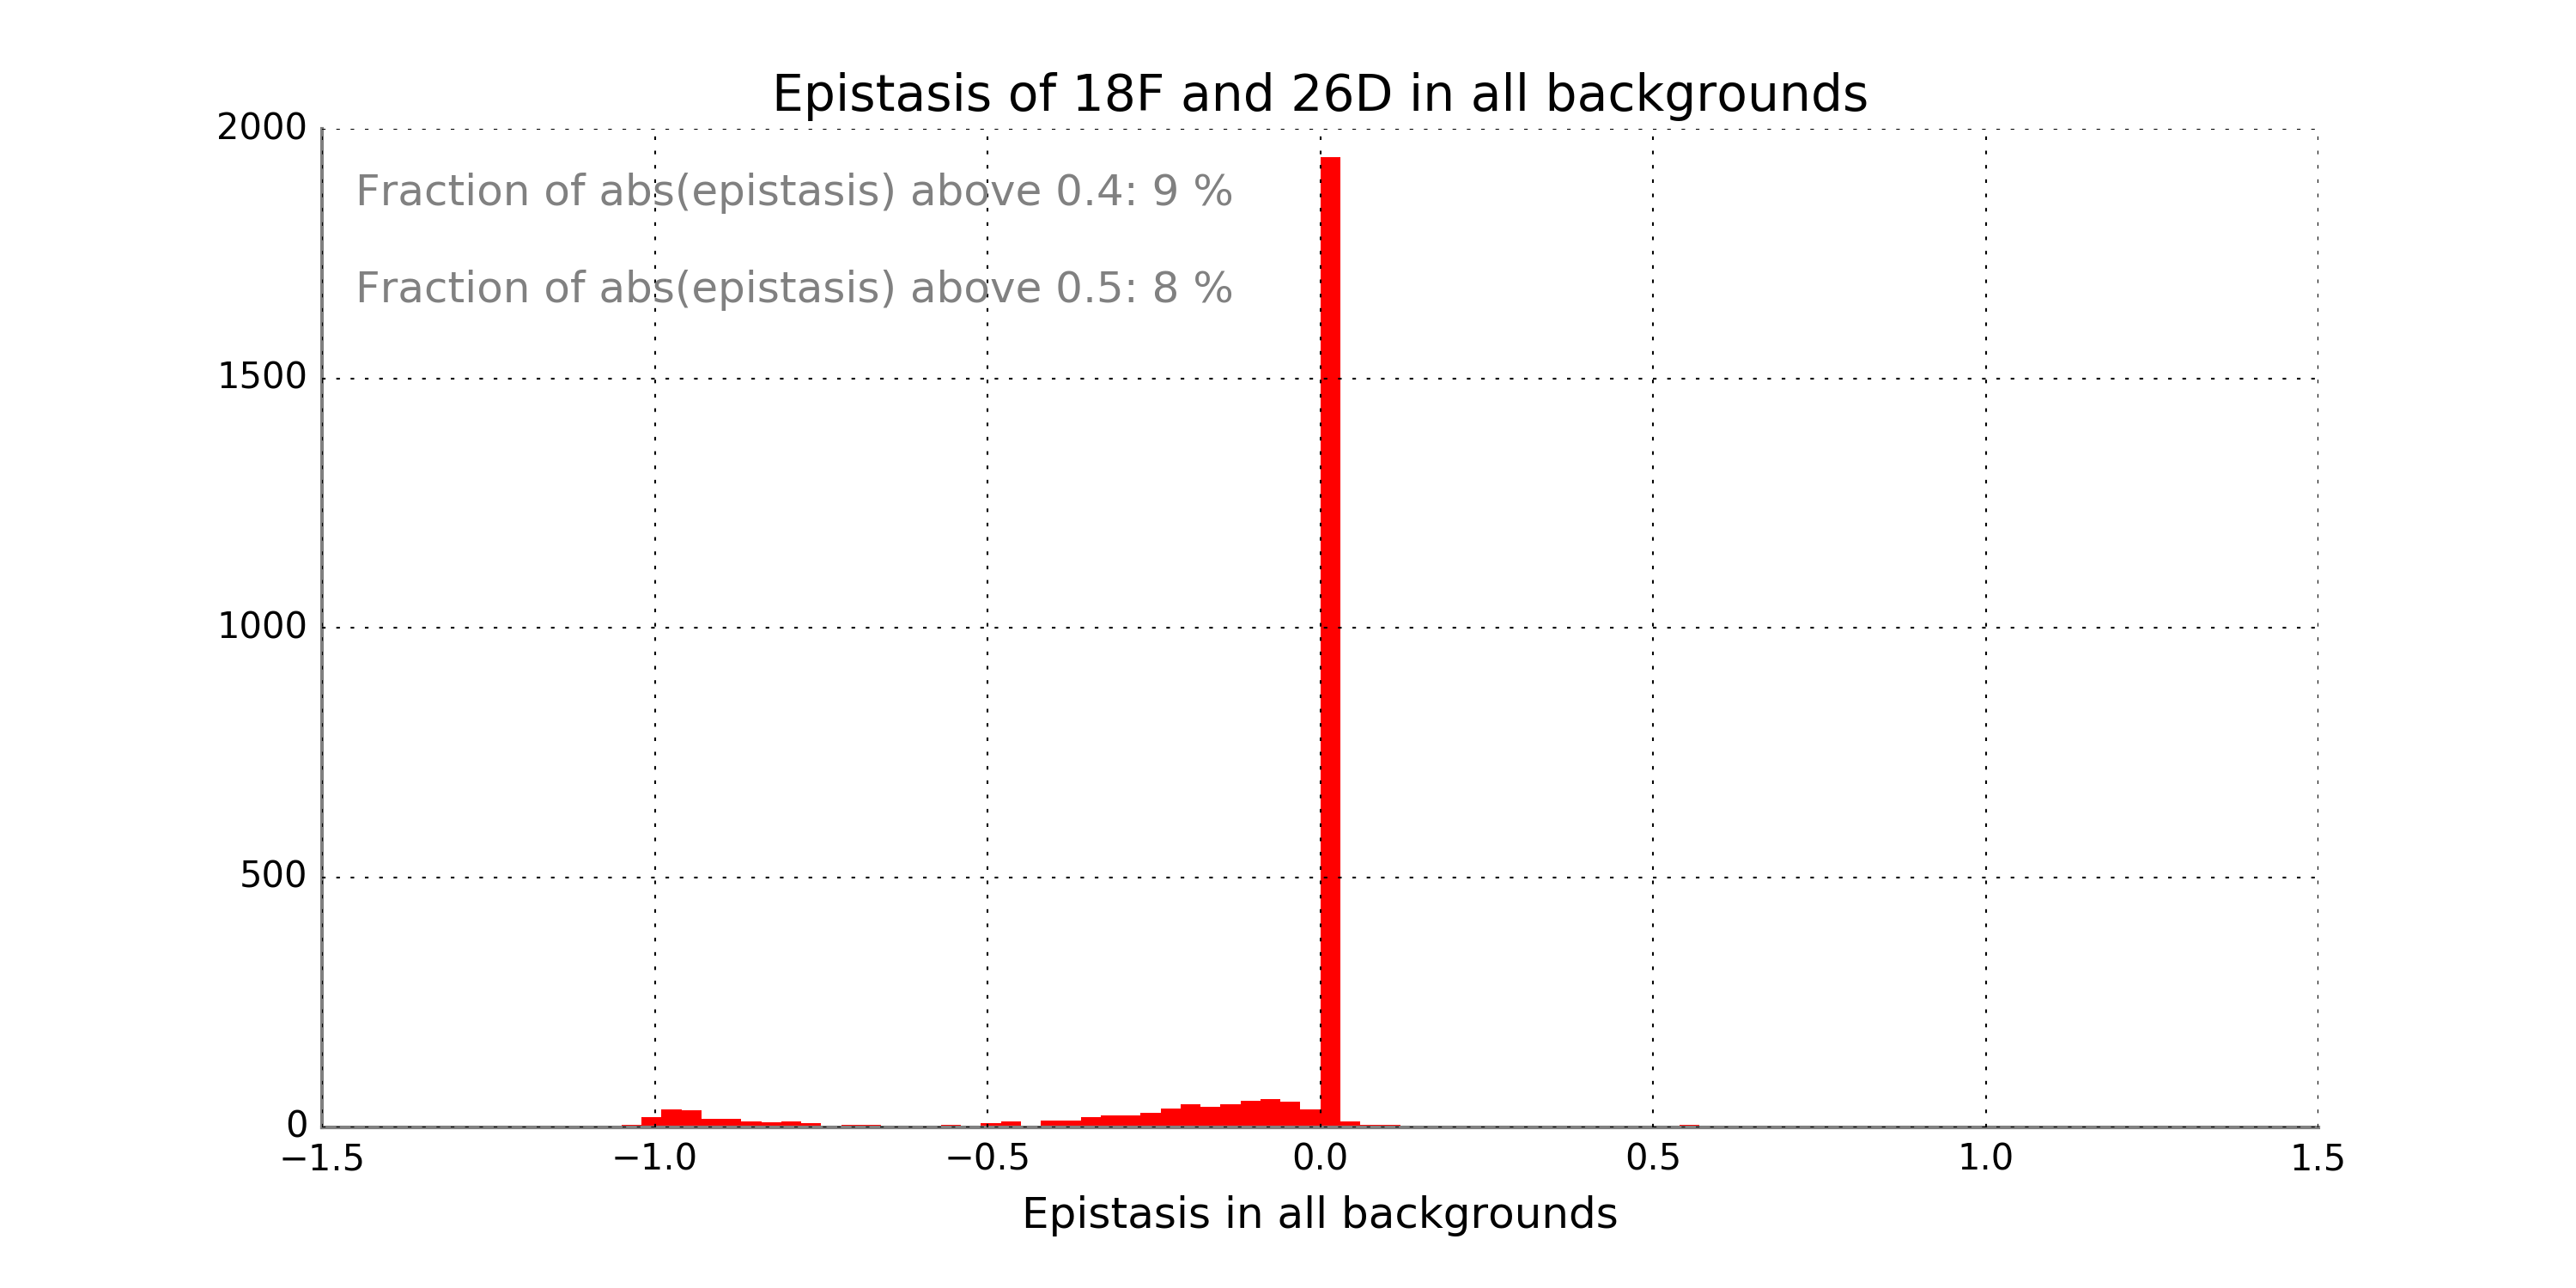 Epistasis of 18F and 26D in all backgrounds
2000
Fraction of abs(epistasis) above 0.4: 9 %
Fraction of abs(epistasis) above 0.5: 8 %
1500
1000
500
0
−1.5 −1.0 −0.5 0.0 0.5 1.0 1.5
Epistasis in all backgrounds